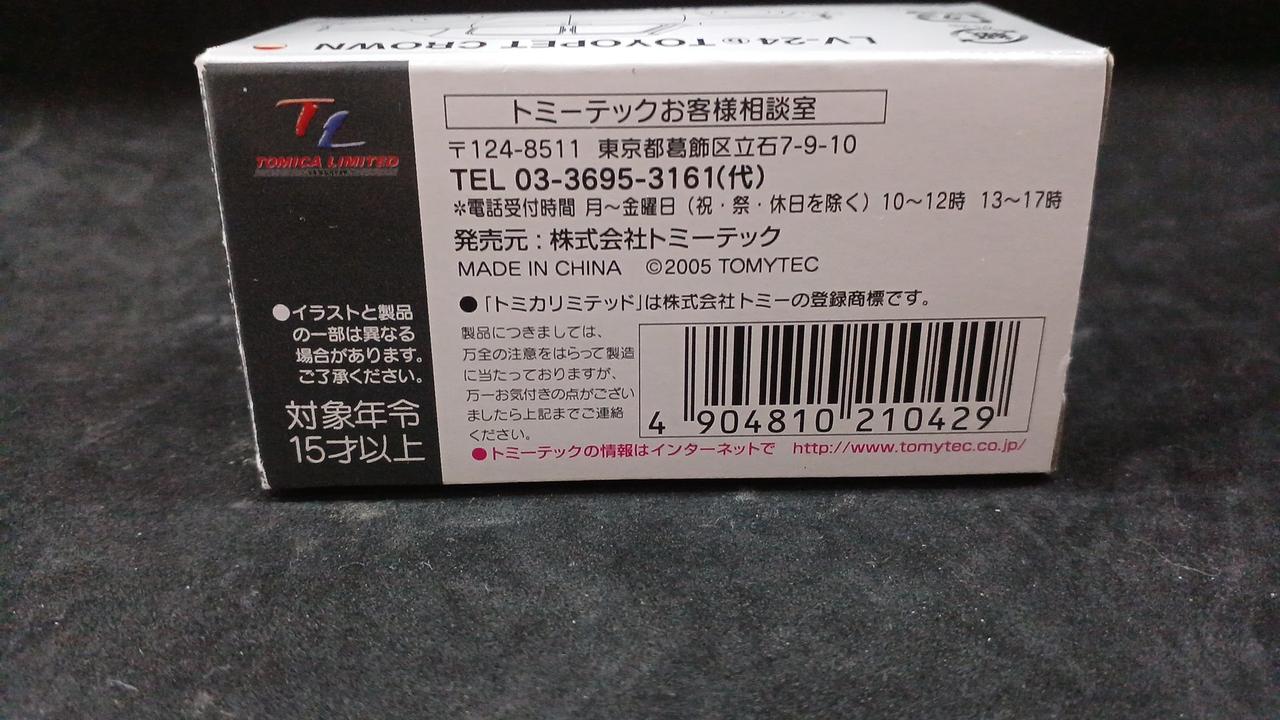 LV-24 b TOYOPET CROWN
TL
TOMICA LIMITED
●イラストと製品
の一部は異なる
場合があります。
ご了承ください。
対象年令
15才以上
トミーテックお客様相談室
〒124-8511 東京都葛飾区立石7-9-10
TEL 03-3695-3161(代)
*電話受付時間 月~金曜日(祝・祭・休日を除く) 10~12時 13~17時
発売元:株式会社トミーテック
MADE IN CHINA ©2005 TOMYTEC
●「トミカリミテッド」は株式会社トミーの登録商標です。
製品につきましては、
万全の注意をはらって製造
に当たっておりますが、
万一お気付きの点がござい
ましたら上記までご連絡
ください。
4 904810 210429
●トミーテックの情報はインターネットで http://www.tomytec.co.jp/